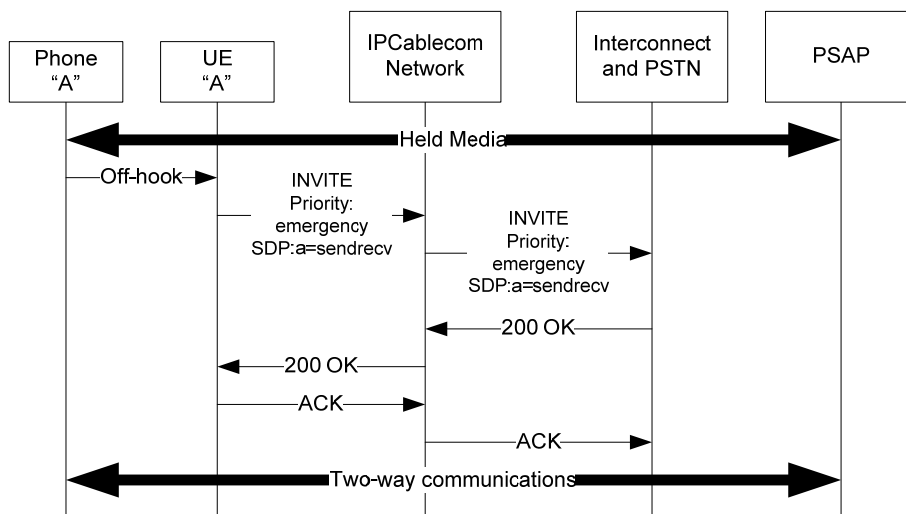 Phone
“A”
UE
“A”
IPCablecom
Network
Interconnect
and PSTN
PSAP
Held Media
Off-hook
INVITE
Priority:
emergency
SDP:a=sendrecv
INVITE
Priority:
emergency
SDP:a=sendrecv
200 OK
200 OK
ACK
ACK
Two-way communications